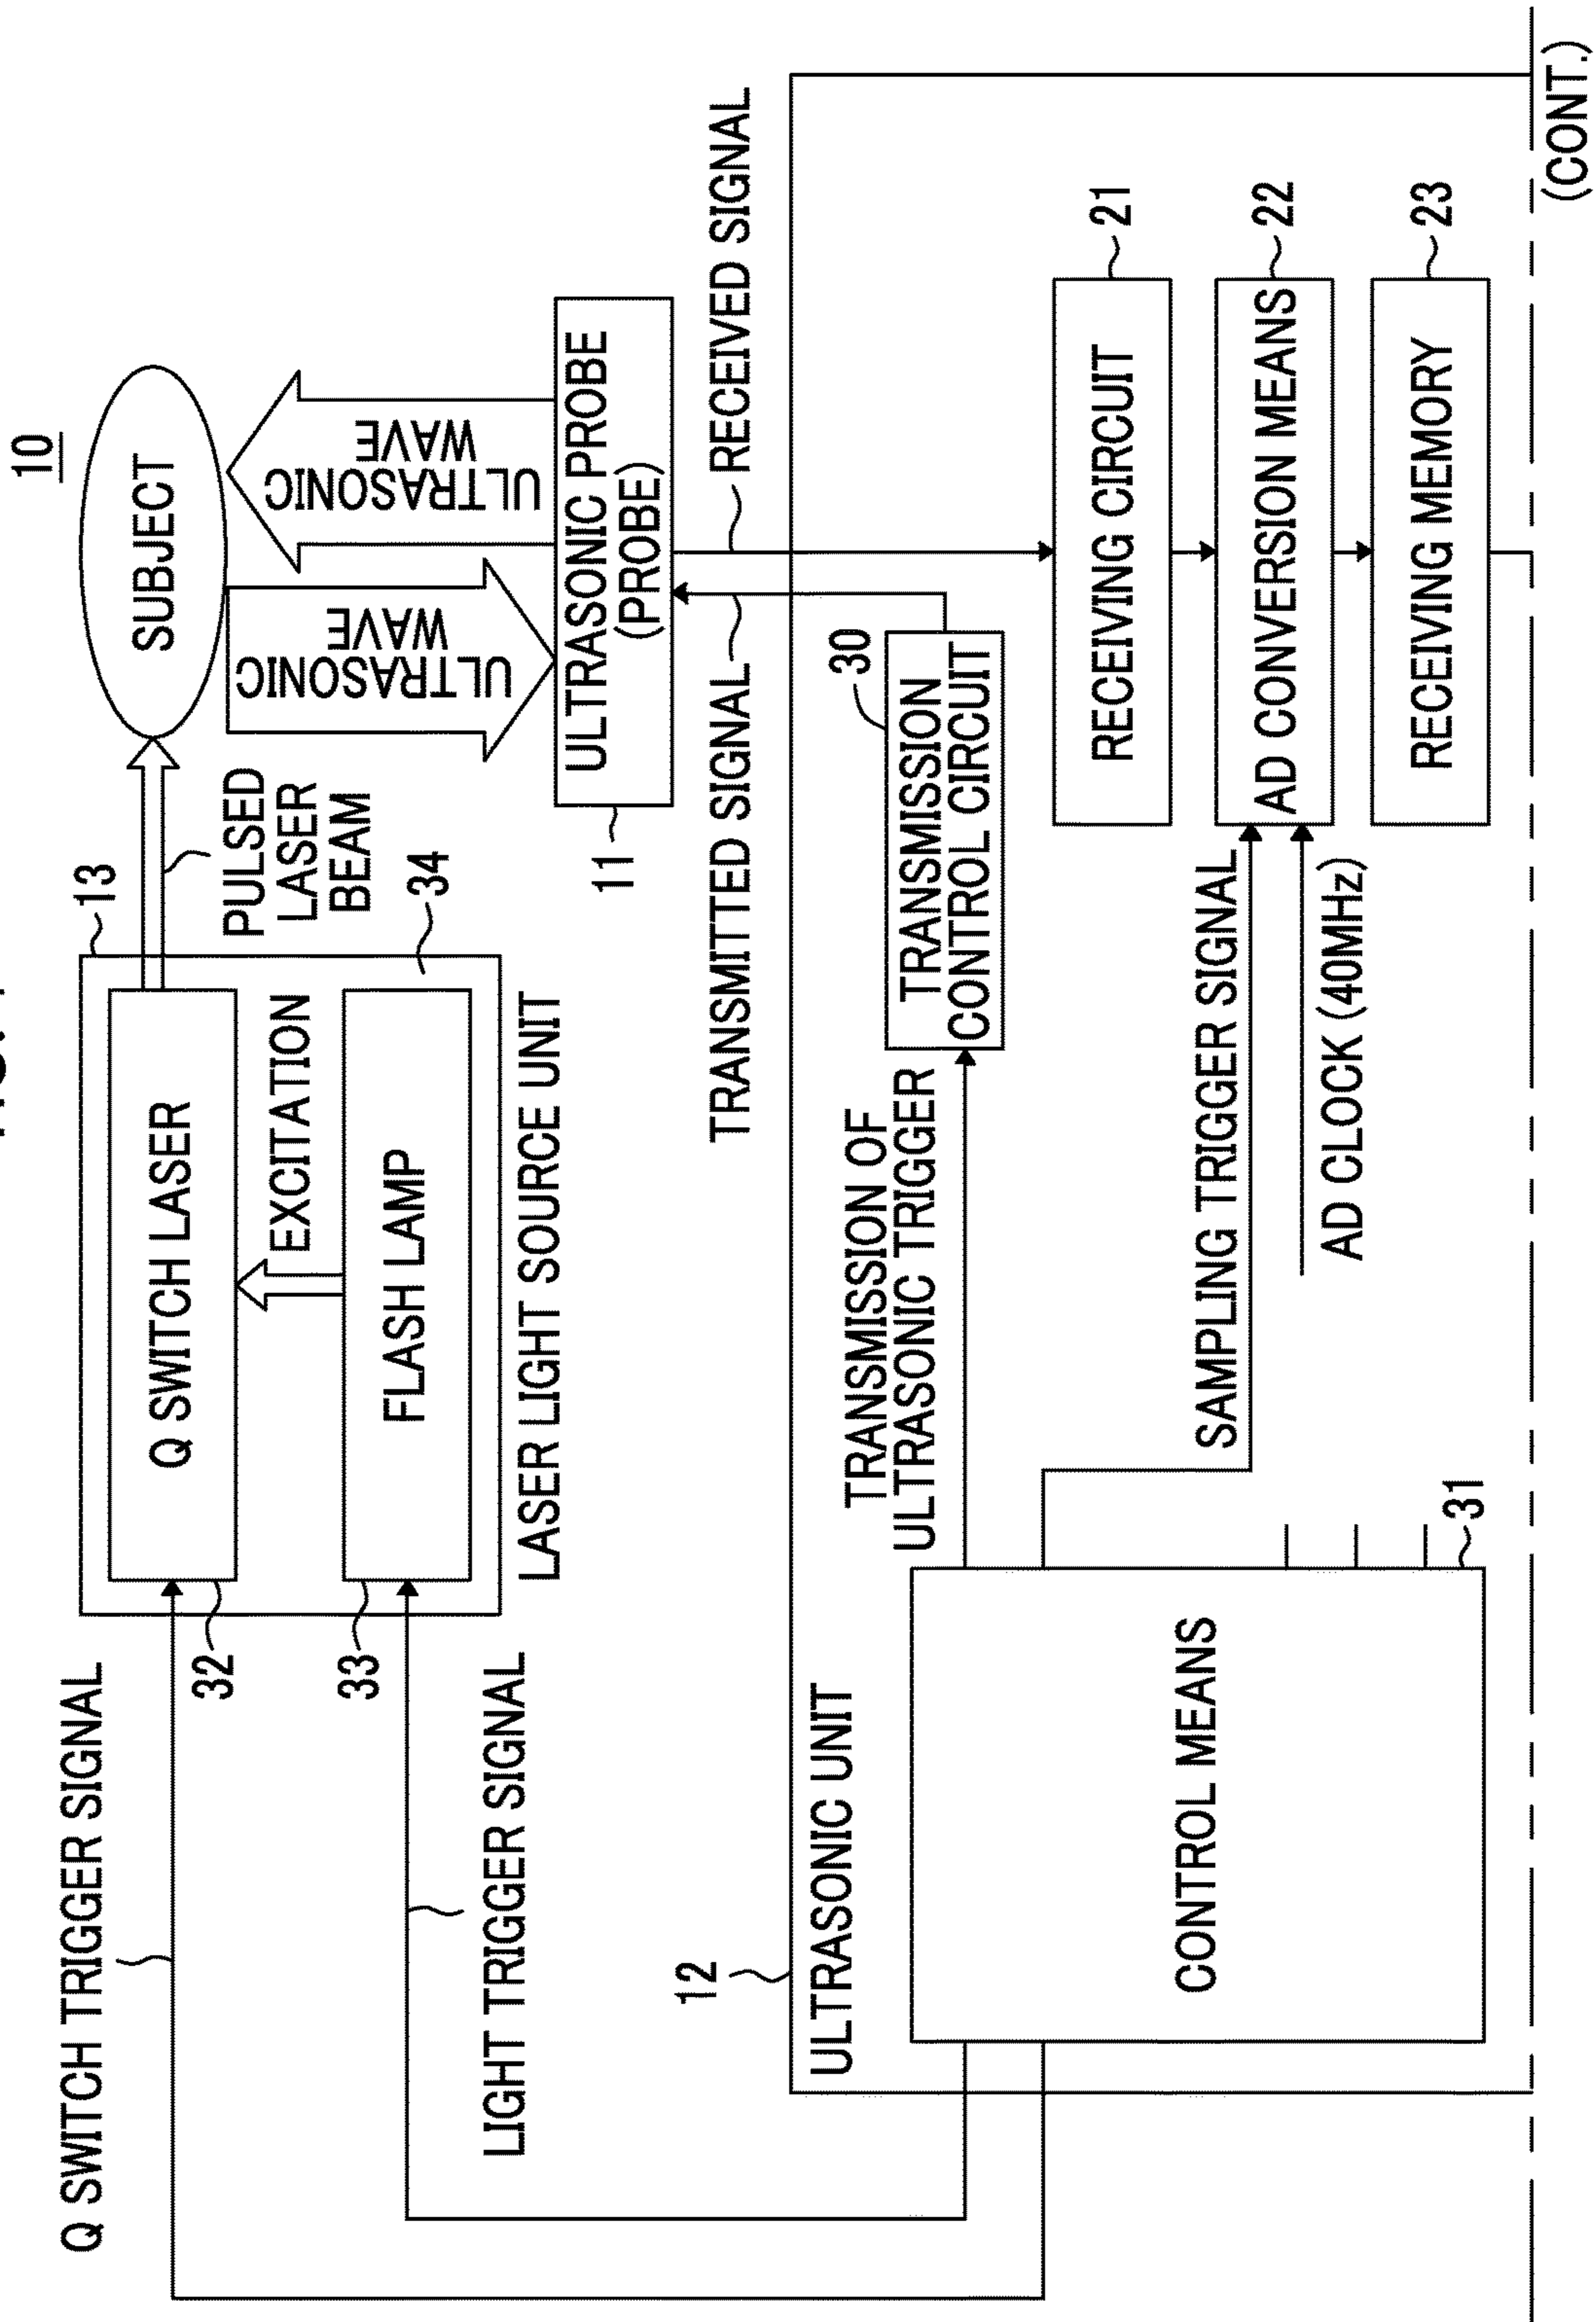 10
Q SWITCH TRIGGER SIGNAL
32
33
LIGHT TRIGGER SIGNAL
13
Q SWITCH LASER
EXCITATION
FLASH LAMP
LASER LIGHT SOURCE UNIT
34
PULSED
LASER
BEAM
SUBJECT
ULTRASONIC
WAVE
ULTRASONIC
WAVE
11
ULTRASONIC PROBE
(PROBE)
TRANSMITTED SIGNAL
RECEIVED SIGNAL
12
ULTRASONIC UNIT
CONTROL MEANS
31
TRANSMISSION OF
ULTRASONIC TRIGGER
30
TRANSMISSION
CONTROL CIRCUIT
SAMPLING TRIGGER SIGNAL
AD CLOCK (40MHz)
RECEIVING CIRCUIT
21
AD CONVERSION MEANS
22
RECEIVING MEMORY
23
(CONT.)